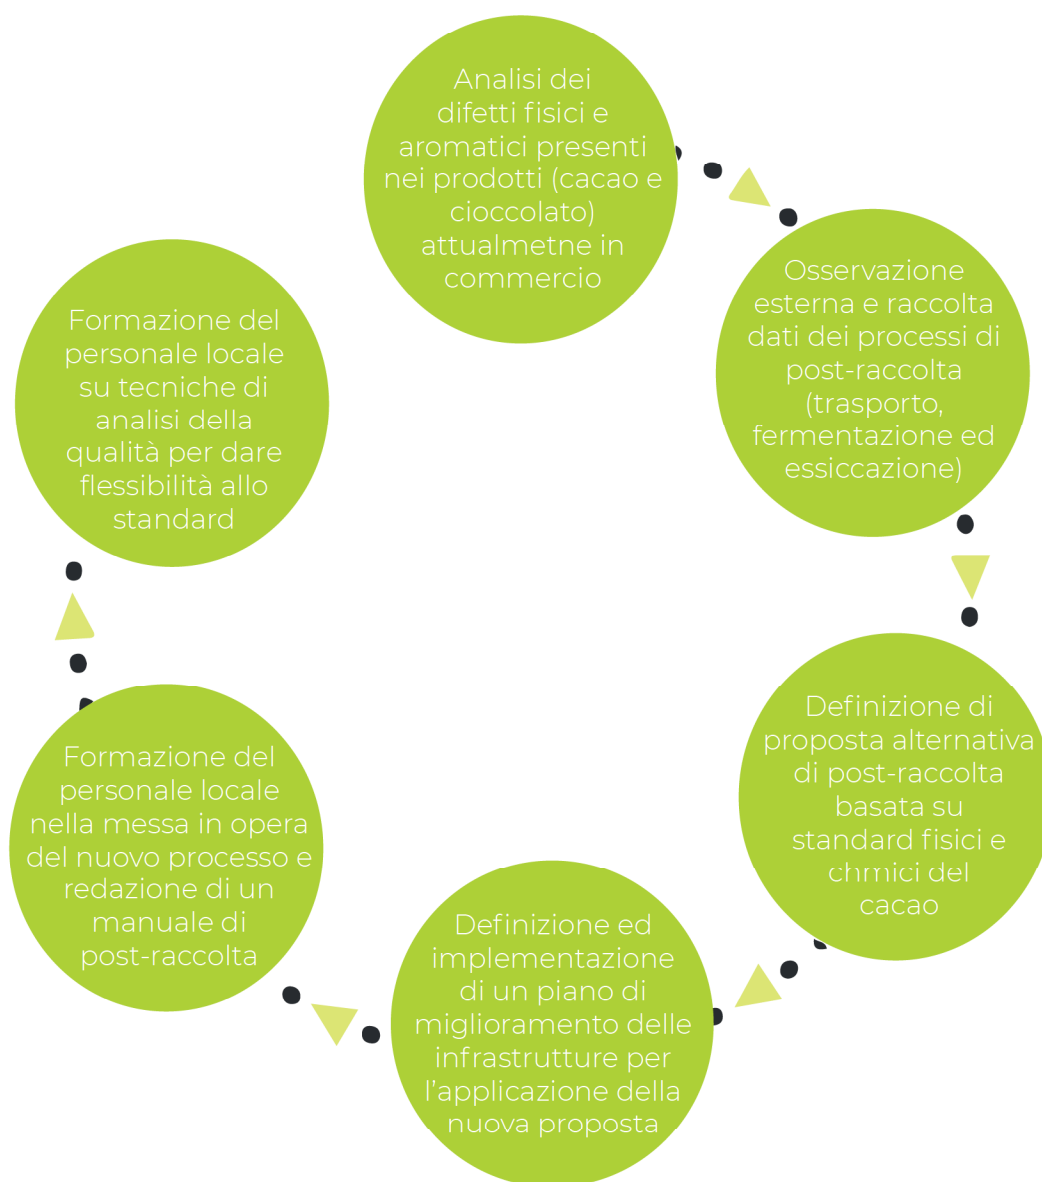 Analisi dei
difetti fisici e
aromatici presenti
nei prodotti (cacao e
cioccolato)
attualmetne in
commercio
Osservazione
esterna e raccolta
dati dei processi di
post-raccolta
(trasporto,
fermentazione ed
essiccazione)
Definizione di
proposta alternativa
di post-raccolta
basata su
standard fisici e
chmici del
cacao
Definizione ed
implementazione
di un piano di
miglioramento delle
infrastrutture per
l’applicazione della
nuova proposta
Formazione del
personale locale
nella messa in opera
del nuovo processo e
redazione di un
manuale di
post-raccolta
Formazione del
personale locale
su tecniche di
analisi della
qualità per dare
flessibilità allo
standard